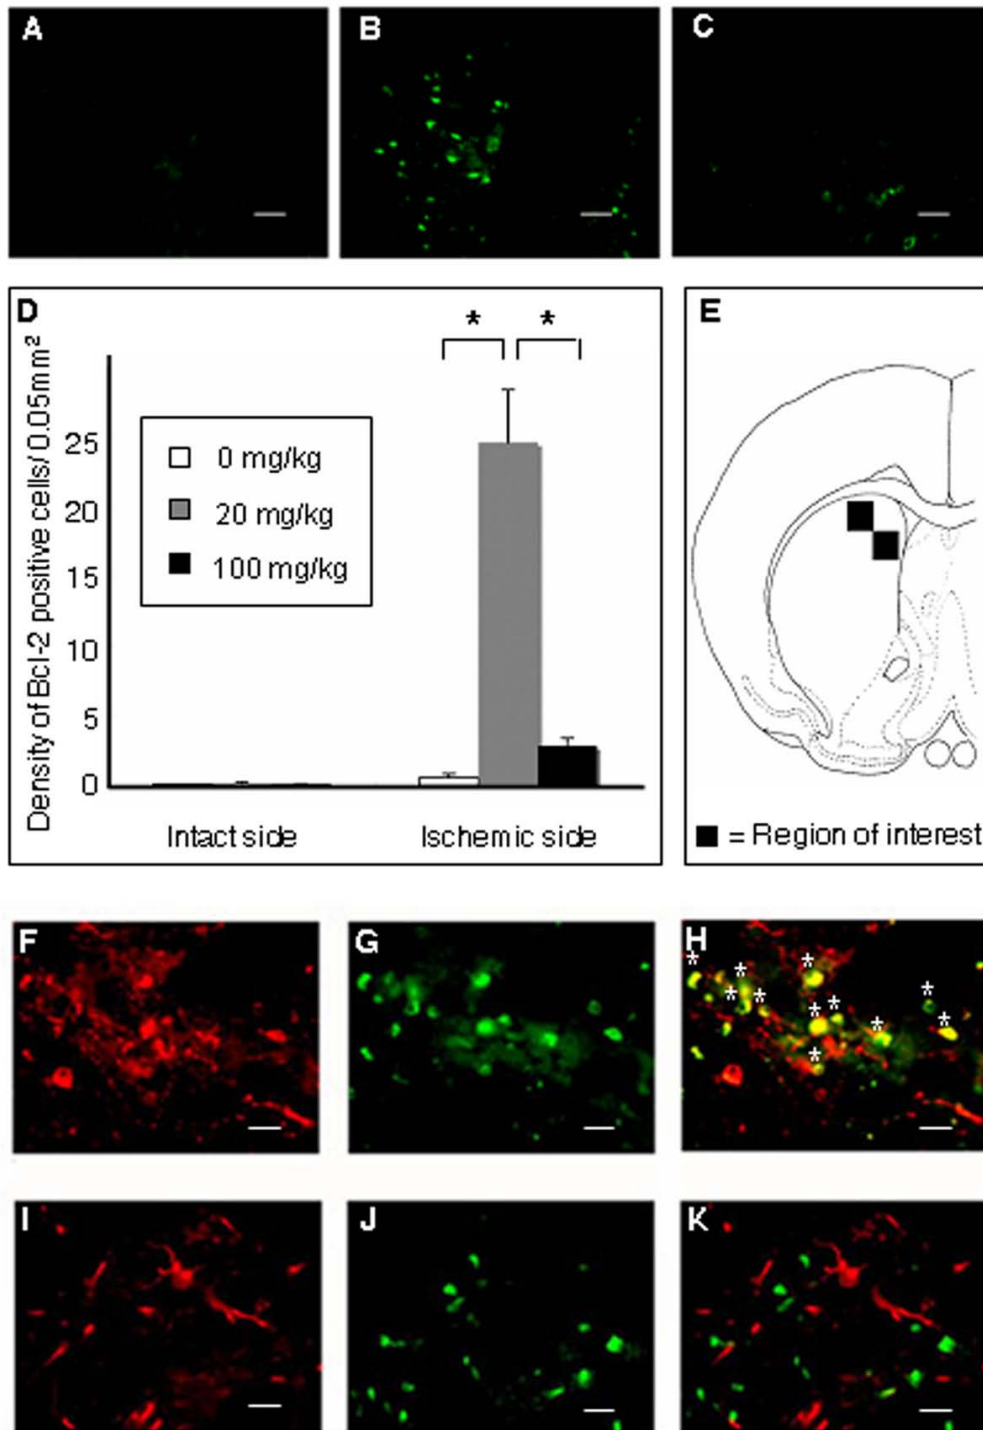 A
B
C
D
* *
Density of Bcl-2 positive cells/ 0.05mm²
25
20
15
10
5
0
0 mg/kg
20 mg/kg
100 mg/kg
Intact side
Ischemic side
E
= Region of interest
F
G
H
* * * * * * * * * * *
I
J
K